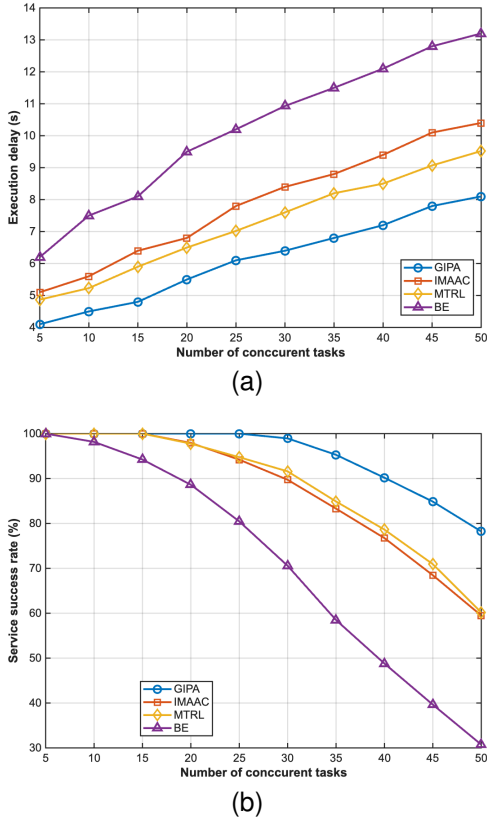 14
13
12
11
10
9
8
7
6
5
4
Execution delay (s)
GIPA
IMAAC
MTRL
BE
5 10 15 20 25 30 35 40 45 50
Number of conccurent tasks
(a)
100
90
80
70
60
50
40
30
Service success rate (%)
GIPA
IMAAC
MTRL
BE
5 10 15 20 25 30 35 40 45 50
Number of conccurent tasks
(b)